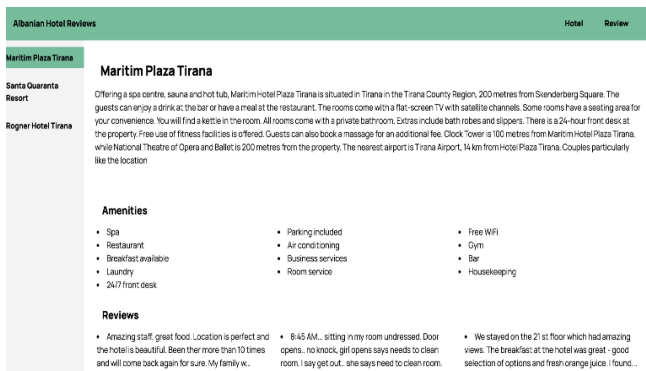 Albanian Hotel Reviews
Hotel
Review
Maritim Plaza Tirana
Santa Quaranta
Resort
Rogner Hotel Tirana
Maritim Plaza Tirana
Offering a spa centre, sauna and hot tub, Maritim Hotel Plaza Tirana is situated in Tirana in the Tirana County Region, 200 metres from Skenderberg Square. The
guests can enjoy a drink at the bar or have a meal at the restaurant. The rooms come with a flat-screen TV with satellite channels. Some rooms have a seating area for
your convenience. You will find a kettle in the room. All rooms come with a private bathroom. Extras include bath robes and slippers. There is a 24-hour front desk at
the property. Free use of fitness facilities is offered. Guests can also book a massage for an additional fee. Clock Tower is 100 metres from Maritim Hotel Plaza Tirana,
while National Theatre of Opera and Ballet is 200 metres from the property. The nearest airport is Tirana Airport, 14 km from Hotel Plaza Tirana. Couples particularly
like the location
Amenities
• Spa
• Restaurant
• Breakfast available
• Laundry
• 24/7 front desk
• Parking included
• Air conditioning
• Business services
• Room service
• Free WiFi
• Gym
• Bar
• Housekeeping
Reviews
• Amazing staff, great food. Location is perfect and
the hotel is beautiful. Been ther more than 10 times
and will come back again for sure. My family w...
• 8:45 AM... sitting in my room undressed. Door
opens.. no knock, girl opens says needs to clean
room. I say get out.. she says need to clean room.
• We stayed on the 21 st floor which had amazing
views. The breakfast at the hotel was great - good
selection of options and fresh orange juice. I found...